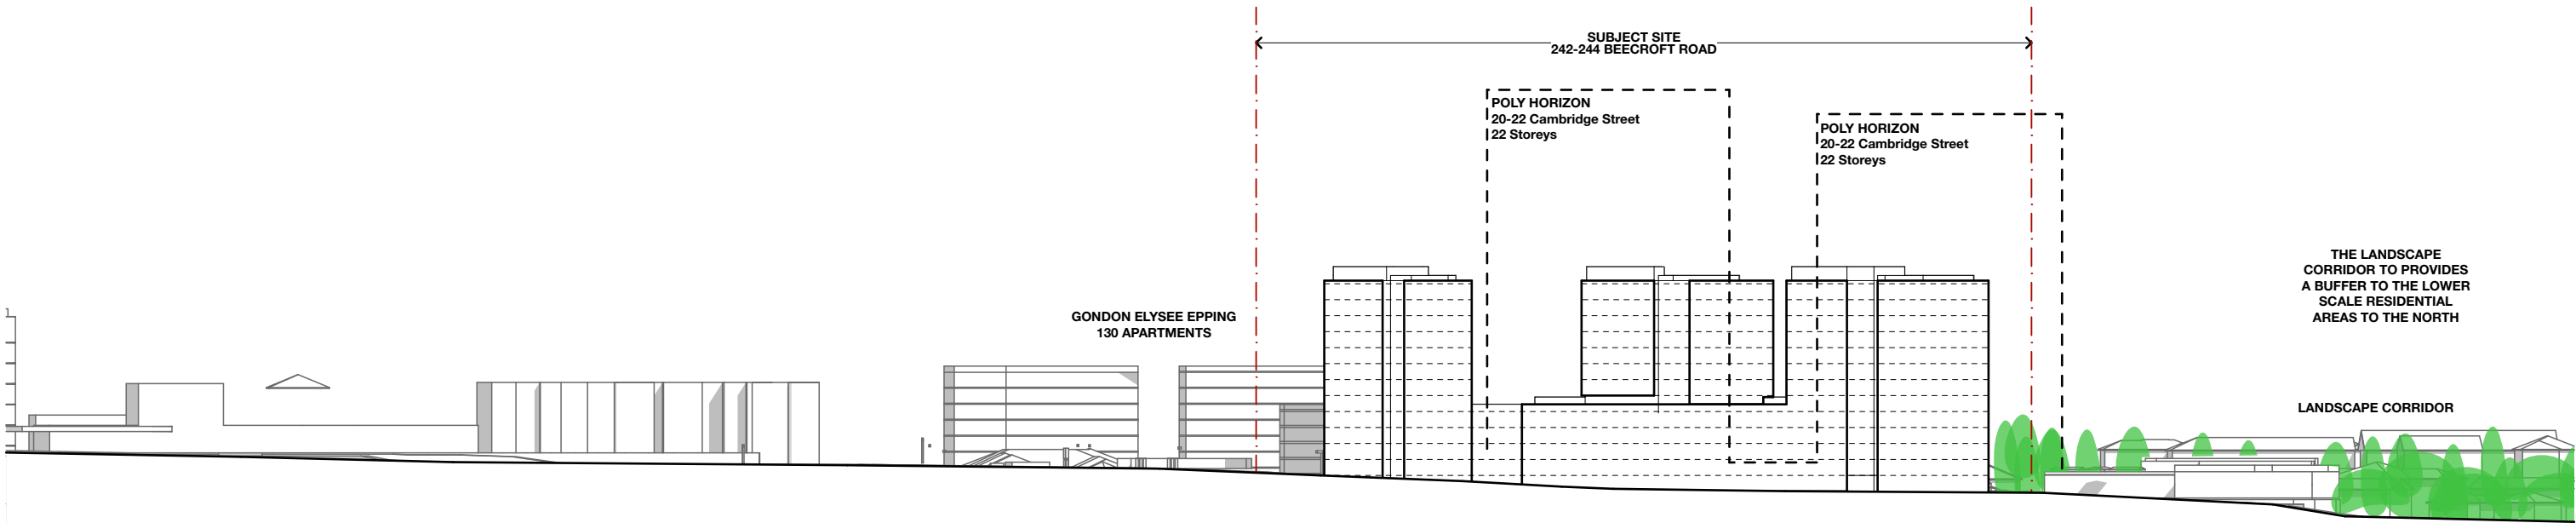 SUBJECT SITE
242-244 BEECROFT ROAD
POLY HORIZON
20-22 Cambridge Street
22 Storeys
POLY HORIZON
20-22 Cambridge Street
22 Storeys
GONDON ELYSEE EPPING
130 APARTMENTS
THE LANDSCAPE
CORRIDOR TO PROVIDES
A BUFFER TO THE LOWER
SCALE RESIDENTIAL
AREAS TO THE NORTH
LANDSCAPE CORRIDOR